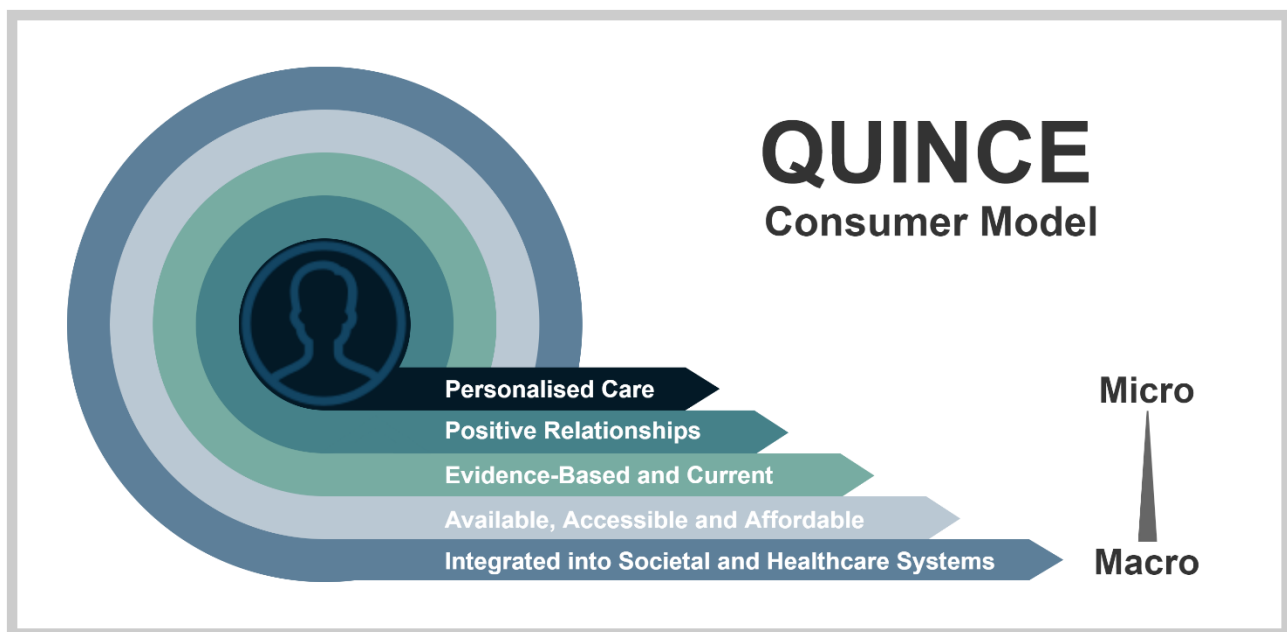 QUINCE
Consumer Model
Personalised Care
Positive Relationships
Evidence-Based and Current
Available, Accessible and Affordable
Integrated into Societal and Healthcare Systems
Micro
Macro